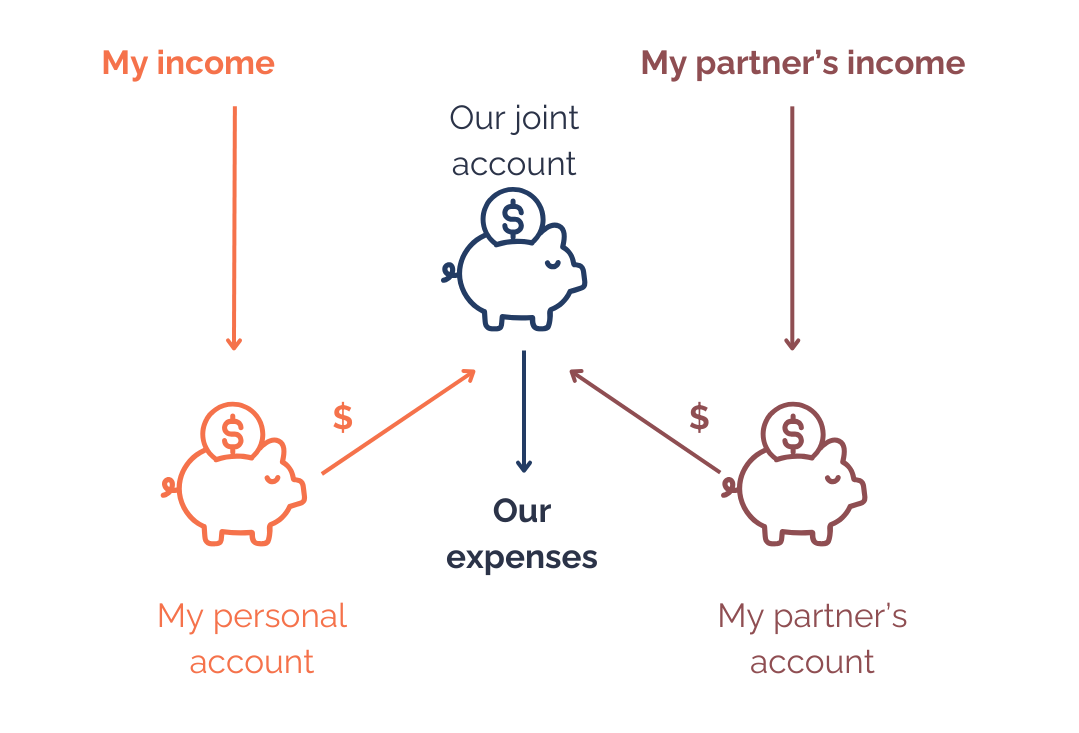 My income
My partner’s income
Our joint
account
$
$
$
$
$
Our
expenses
My personal
account
My partner’s
account